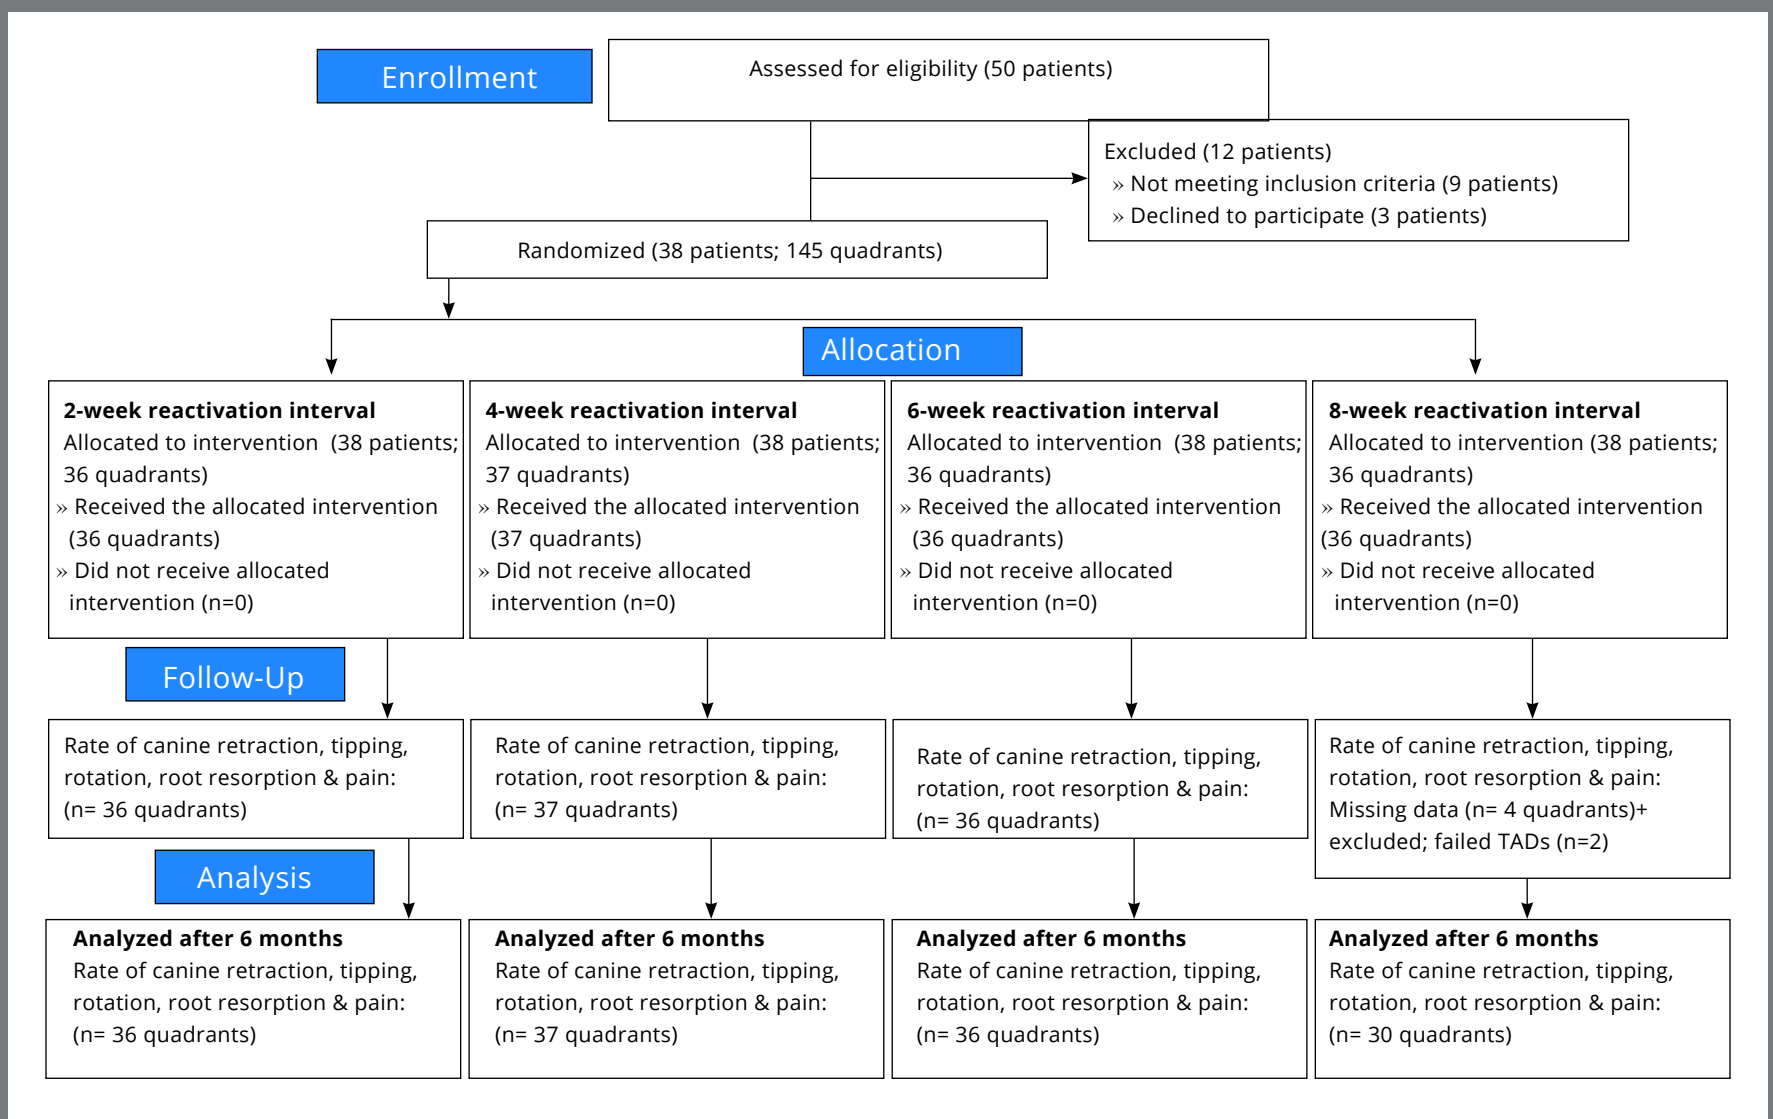 Enrollment
Assessed for eligibility (50 patients)
Excluded (12 patients)
» Not meeting inclusion criteria (9 patients)
» Declined to participate (3 patients)
Randomized (38 patients; 145 quadrants)
Allocation
2-week reactivation interval
Allocated to intervention (38 patients;
36 quadrants)
» Received the allocated intervention
(36 quadrants)
» Did not receive allocated
intervention (n=0)
4-week reactivation interval
Allocated to intervention (38 patients;
37 quadrants)
» Received the allocated intervention
(37 quadrants)
» Did not receive allocated
intervention (n=0)
6-week reactivation interval
Allocated to intervention (38 patients;
36 quadrants)
» Received the allocated intervention
(36 quadrants)
» Did not receive allocated
intervention (n=0)
8-week reactivation interval
Allocated to intervention (38 patients;
36 quadrants)
» Received the allocated intervention
(36 quadrants)
» Did not receive allocated
intervention (n=0)
Follow-Up
Rate of canine retraction, tipping,
rotation, root resorption & pain:
(n= 36 quadrants)
Rate of canine retraction, tipping,
rotation, root resorption & pain:
(n= 37 quadrants)
Rate of canine retraction, tipping,
rotation, root resorption & pain:
(n= 36 quadrants)
Rate of canine retraction, tipping,
rotation, root resorption & pain:
Missing data (n= 4 quadrants)+
excluded; failed TADs (n=2)
Analysis
Analyzed after 6 months
Rate of canine retraction, tipping,
rotation, root resorption & pain:
(n= 36 quadrants)
Analyzed after 6 months
Rate of canine retraction, tipping,
rotation, root resorption & pain:
(n= 37 quadrants)
Analyzed after 6 months
Rate of canine retraction, tipping,
rotation, root resorption & pain:
(n= 36 quadrants)
Analyzed after 6 months
Rate of canine retraction, tipping,
rotation, root resorption & pain:
(n= 30 quadrants)